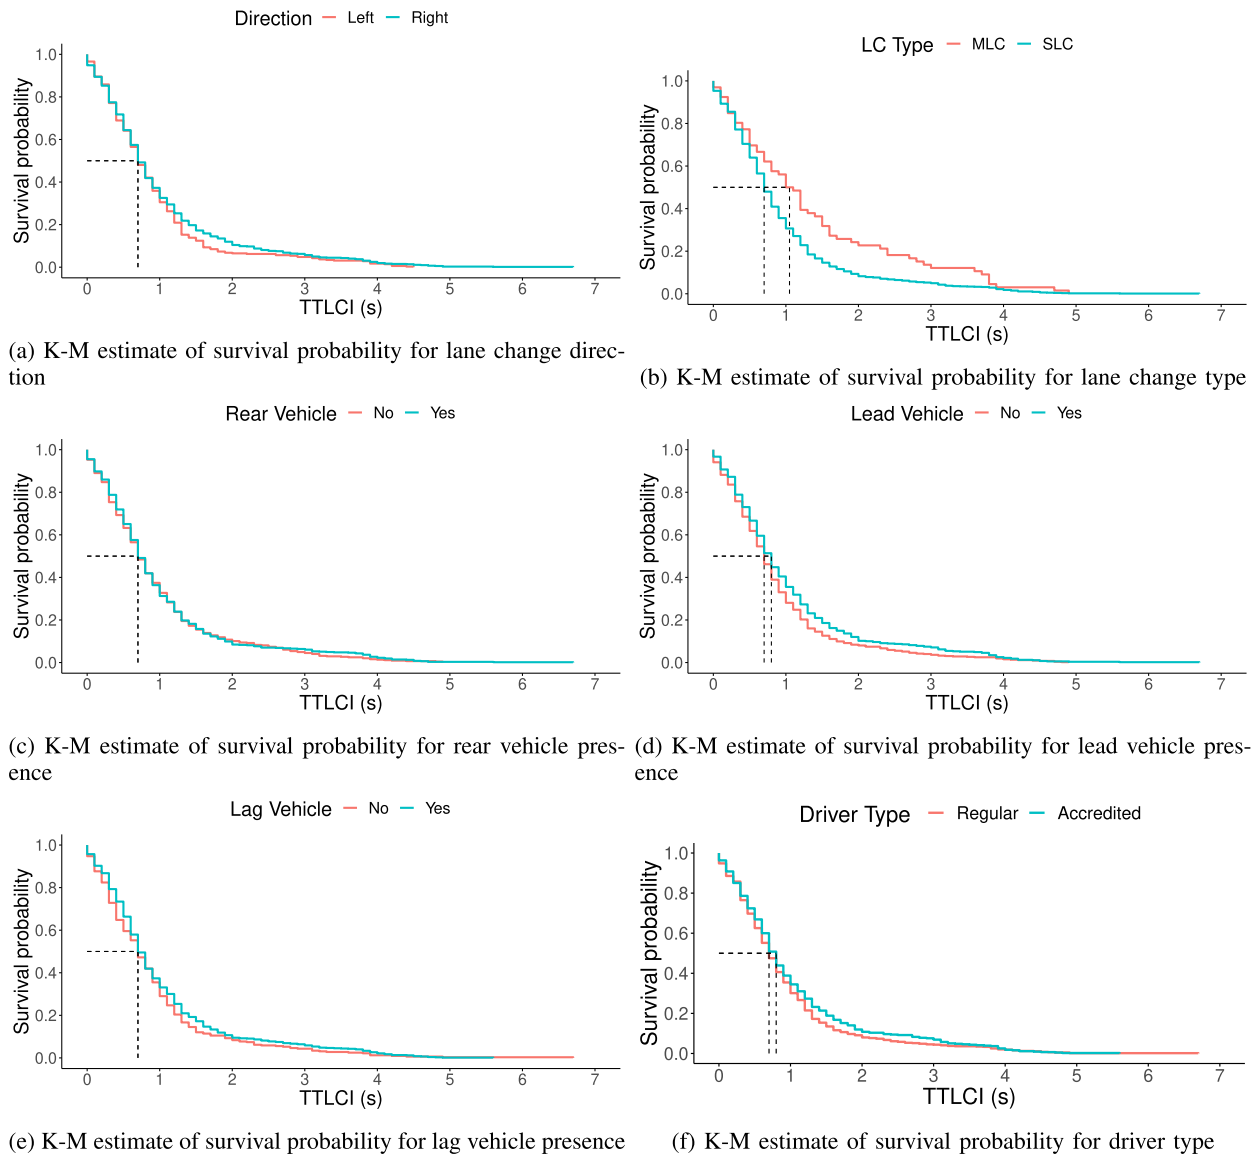 Direction Left Right
Survival probability
1.0
0.8
0.6
0.4
0.2
0.0
0 1 2 3 4 5 6 7
TTLCI (s)
(a) K-M estimate of survival probability for lane change direc-
tion
LC Type MLC SLC
Survival probability
1.0
0.8
0.6
0.4
0.2
0.0
0 1 2 3 4 5 6 7
TTLCI (s)
(b) K-M estimate of survival probability for lane change type
Rear Vehicle No Yes
Survival probability
1.0
0.8
0.6
0.4
0.2
0.0
0 1 2 3 4 5 6 7
TTLCI (s)
(c) K-M estimate of survival probability for rear vehicle pres-
ence
Lead Vehicle No Yes
Survival probability
1.0
0.8
0.6
0.4
0.2
0.0
0 1 2 3 4 5 6 7
TTLCI (s)
(d) K-M estimate of survival probability for lead vehicle pres-
ence
Lag Vehicle No Yes
Survival probability
1.0
0.8
0.6
0.4
0.2
0.0
0 1 2 3 4 5 6 7
TTLCI (s)
(e) K-M estimate of survival probability for lag vehicle presence
Driver Type Regular Accredited
Survival probability
1.0
0.8
0.6
0.4
0.2
0.0
0 1 2 3 4 5 6 7
TTLCI (s)
(f) K-M estimate of survival probability for driver type